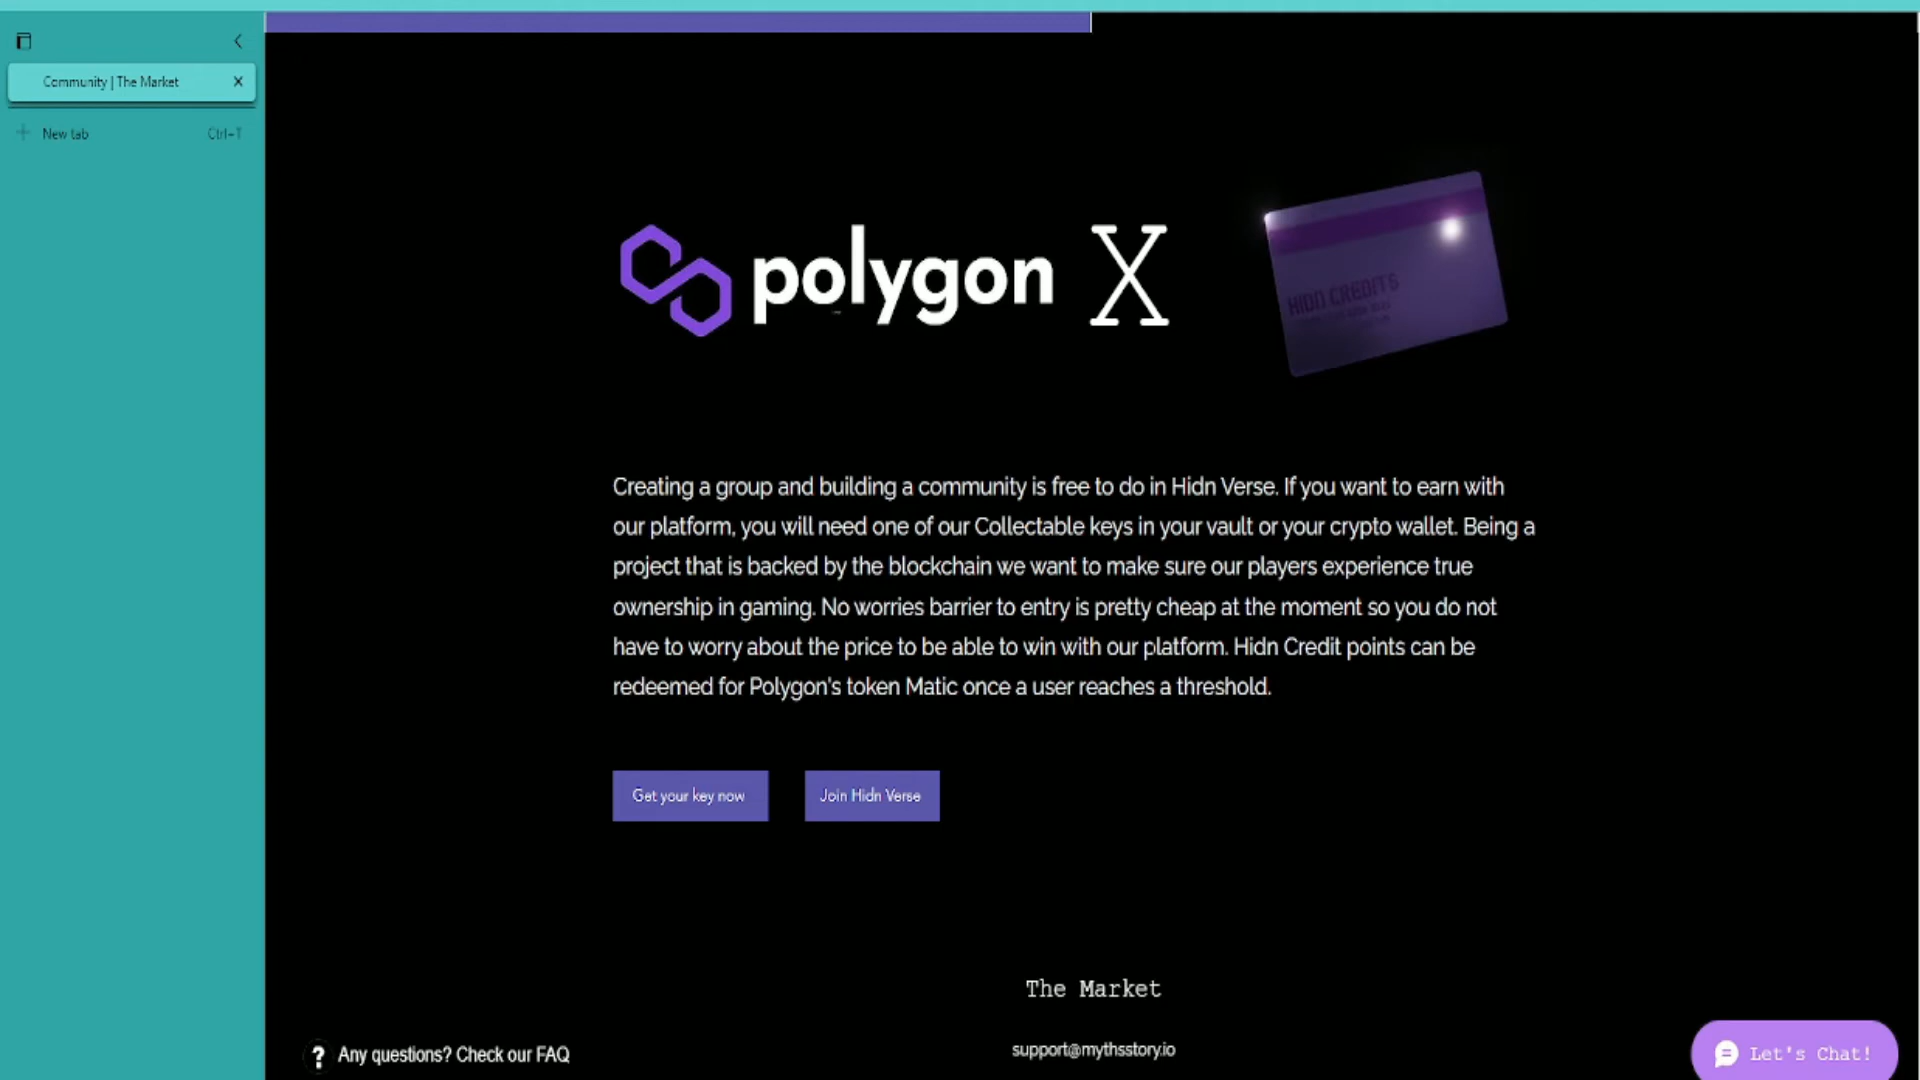 Community | The Market
New tab Ctrl+T
polygon X
HIDN CREDITS
Creating a group and building a community is free to do in Hidn Verse. If you want to earn with
our platform, you will need one of our Collectable keys in your vault or your crypto wallet. Being a
project that is backed by the blockchain we want to make sure our players experience true
ownership in gaming. No worries barrier to entry is pretty cheap at the moment so you do not
have to worry about the price to be able to win with our platform. Hidn Credit points can be
redeemed for Polygon's token Matic once a user reaches a threshold.
Get your key now
Join Hidn Verse
The Market
? Any questions? Check our FAQ
support@mythsstory.io
Let's Chat!